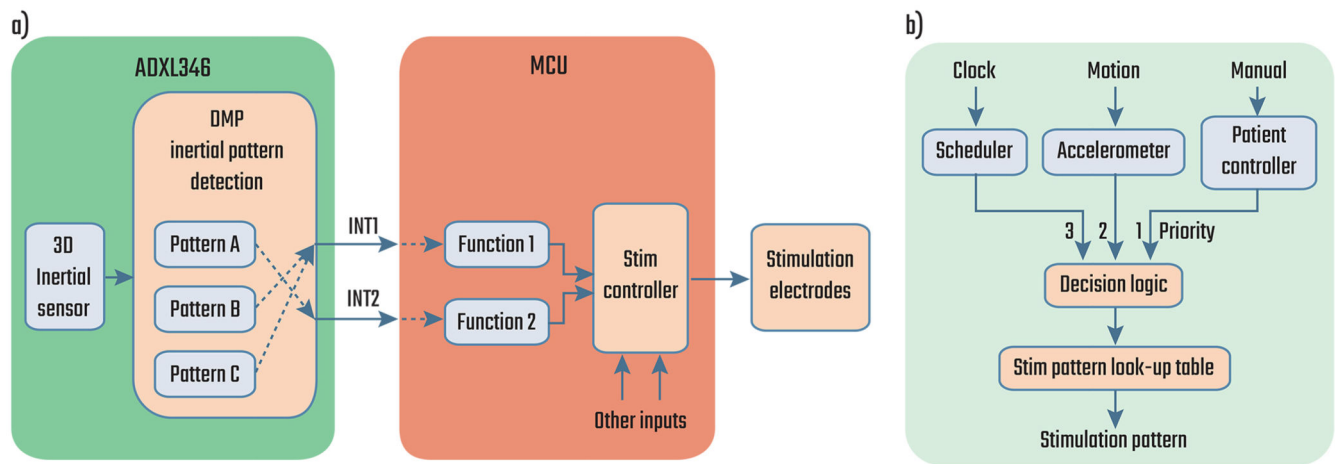 a)
ADXL346
DMP
inertial pattern
detection
3D
Inertial
sensor
Pattern A
Pattern B
Pattern C
INT1
INT2
MCU
Function 1
Function 2
Stim
controller
Other inputs
Stimulation
electrodes
b)
Clock
Motion
Manual
Scheduler
Accelerometer
Patient
controller
3
2
1
Priority
Decision logic
Stim pattern look-up table
Stimulation pattern